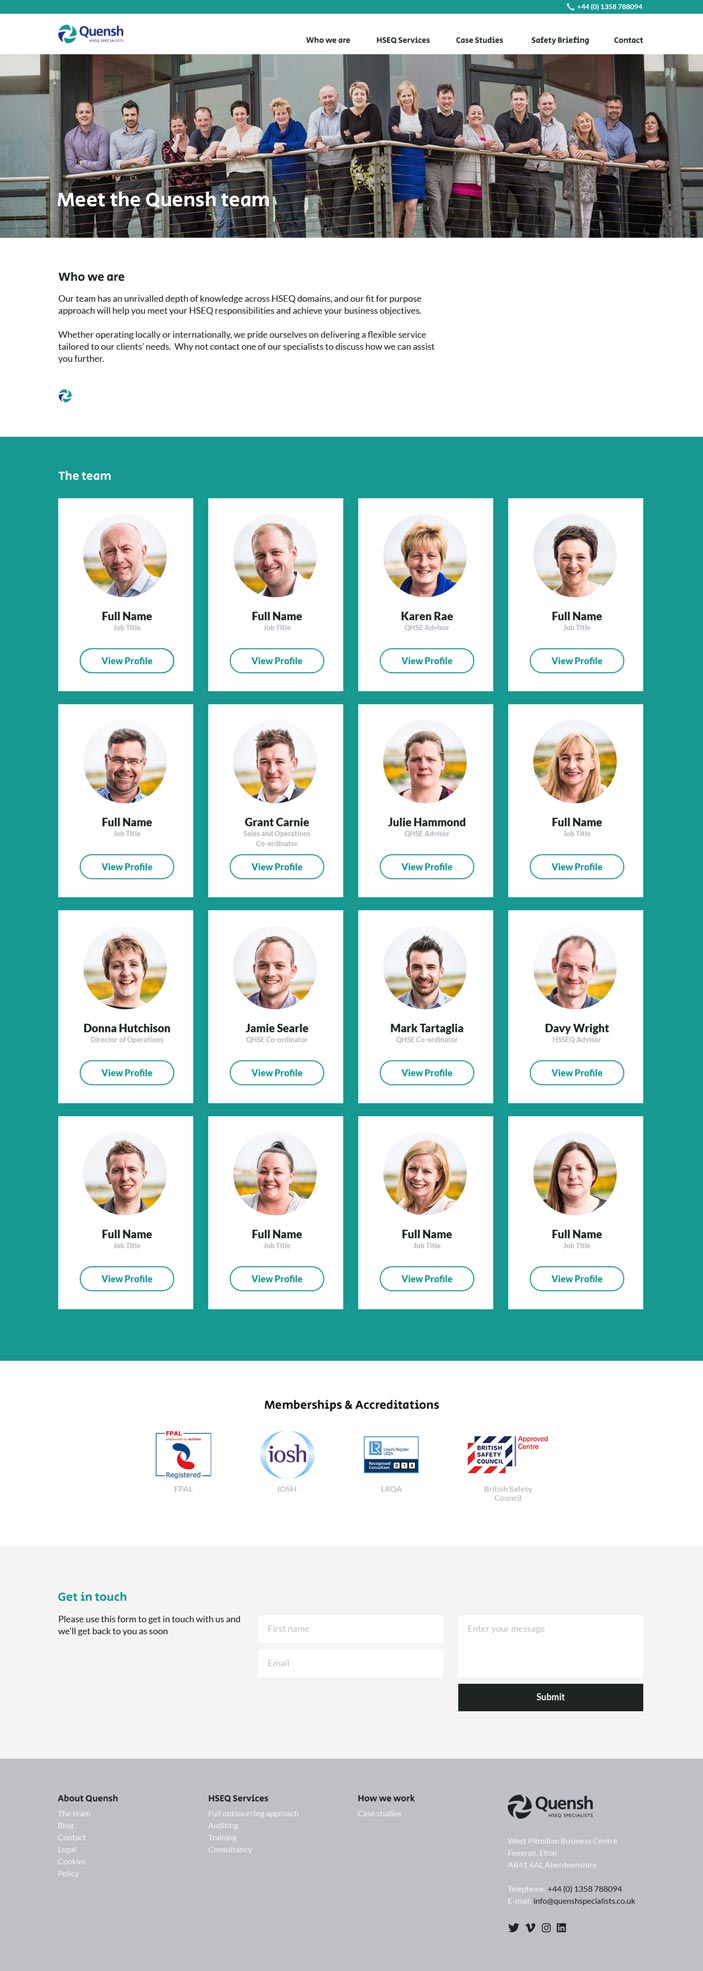 +44 (0) 1358 788094
Quensh
HSEQ SPECIALISTS
Who we are
HSEQ Services
Case Studies
Safety Briefing
Contact
Meet the Quensh team
Who we are
Our team has an unrivalled depth of knowledge across HSEQ domains, and our fit for purpose
approach will help you meet your HSEQ responsibilities and achieve your business objectives.
Whether operating locally or internationally, we pride ourselves on delivering a flexible service
tailored to our clients' needs. Why not contact one of our specialists to discuss how we can assist
you further.
The team
Full Name
Job Title
View Profile
Full Name
Job Title
View Profile
Karen Rae
QHSE Advisor
View Profile
Full Name
Job Title
View Profile
Full Name
Job Title
View Profile
Grant Carnie
Sales and Operations
Co-ordinator
View Profile
Julie Hammond
QHSE Advisor
View Profile
Full Name
Job Title
View Profile
Donna Hutchison
Director of Operations
View Profile
Jamie Searle
QHSE Co-ordinator
View Profile
Mark Tartaglia
QHSE Co-ordinator
View Profile
Davy Wright
HSSEQ Advisor
View Profile
Full Name
Job Title
View Profile
Full Name
Job Title
View Profile
Full Name
Job Title
View Profile
Full Name
Job Title
View Profile
Memberships & Accreditations
FPAL
empowered by Achilles
Registered
FPAL
iosh
IOSH
LR
Lloyd's Register
LRQA
Recognised
Consultant
014
LRQA
BRITISH
SAFETY
COUNCIL
Approved
Centre
British Safety
Council
Get in touch
Please use this form to get in touch with us and
we'll get back to you as soon
First name
Email
Enter your message
Submit
About Quensh
The team
Blog
Contact
Legal
Cookies
Policy
HSEQ Services
Full outsourcing approach
Auditing
Training
Consultancy
How we work
Case studies
Quensh
HSEQ SPECIALISTS
West Pitmillan Business Centre
Foveran, Ellon
AB41 6AL Aberdeenshire
Telephone: +44 (0) 1358 788094
E-mail: info@quenshspecialists.co.uk